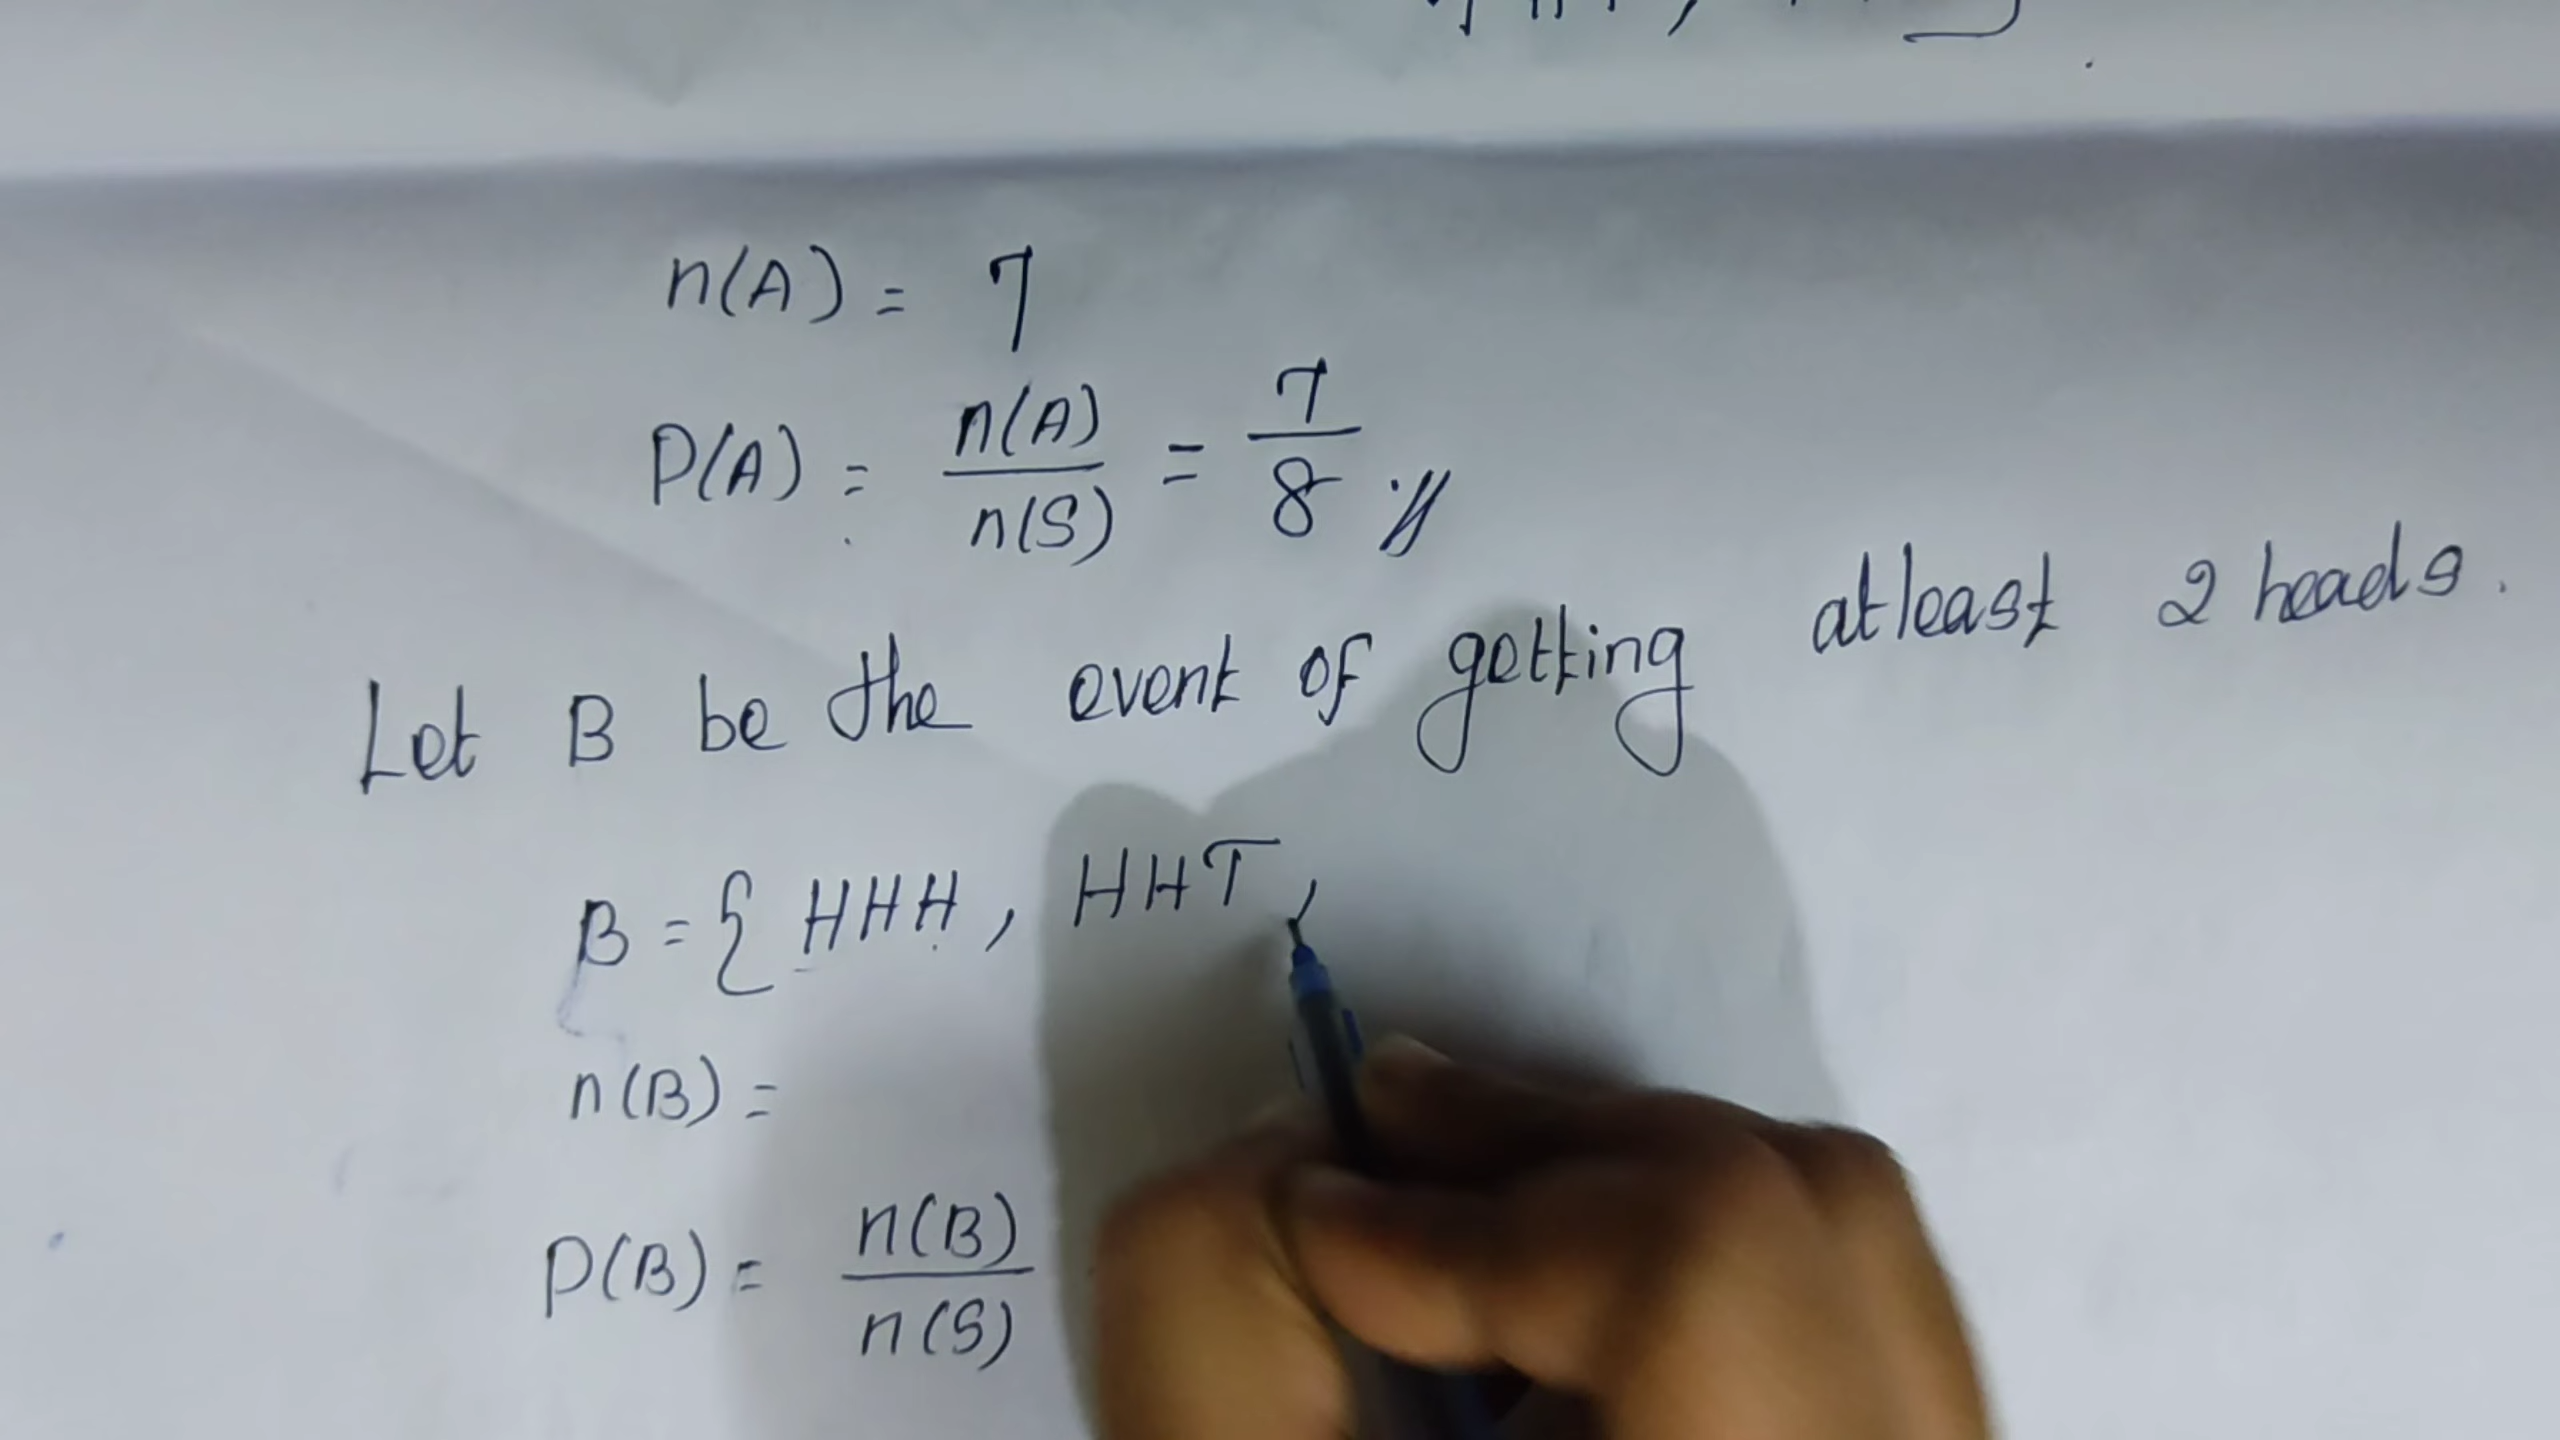 n(A) = 7
P(A) = n(A)/n(S) = 7/8 //
Let B be the event of getting atleast 2 heads.
B = { HHH, HHT,
n(B) =
P(B) = n(B)/n(S)